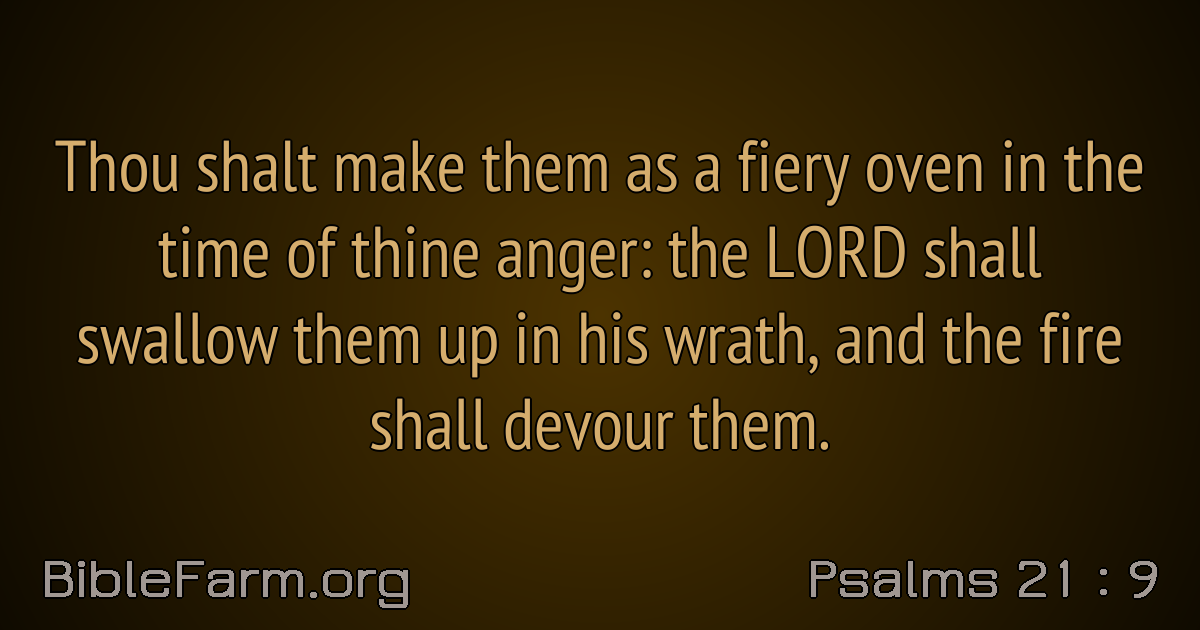 Thou shalt make them as a fiery oven in the
time of thine anger: the LORD shall
swallow them up in his wrath, and the fire
shall devour them.
BibleFarm.org
Psalms 21 : 9